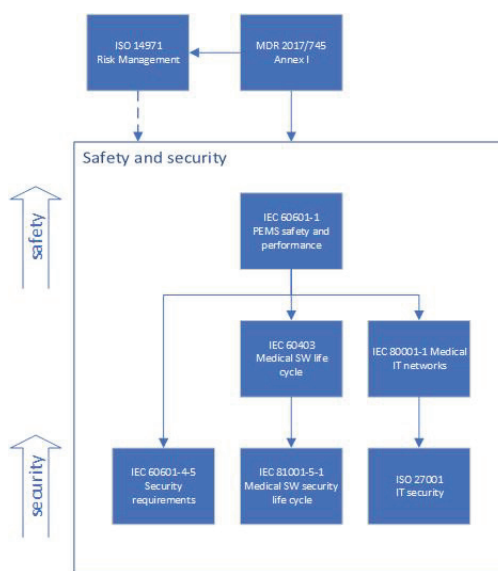 ISO 14971
Risk Management
MDR 2017/745
Annex I
Safety and security
safety
IEC 60601-1
PEMS safety and
performance
IEC 60403
Medical SW life
cycle
IEC 80001-1 Medical
IT networks
security
IEC 60601-4-5
Security
requirements
IEC 81001-5-1
Medical SW security
life cycle
ISO 27001
IT security